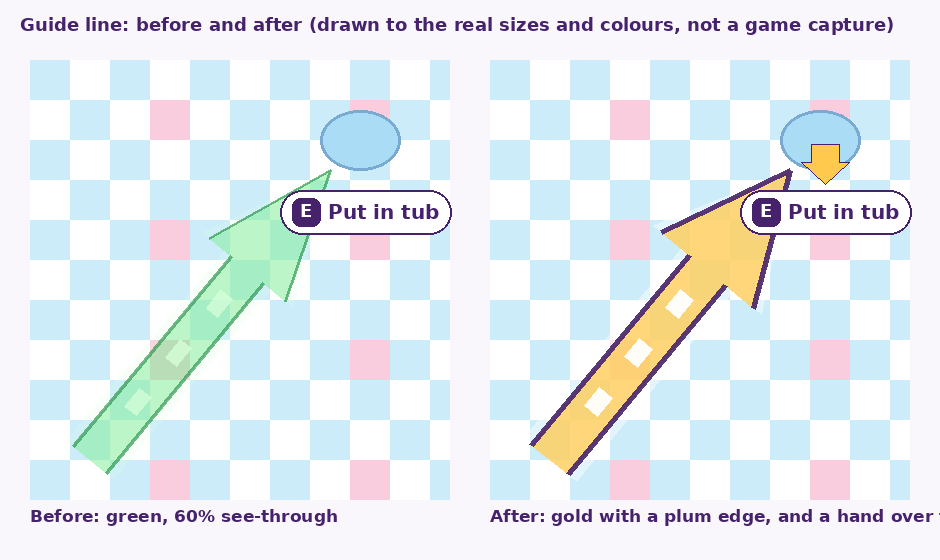 Guide line: before and after (drawn to the real sizes and colours, not a game capture)
E Put in tub
E Put in tub
Before: green, 60% see-through
After: gold with a plum edge, and a hand over